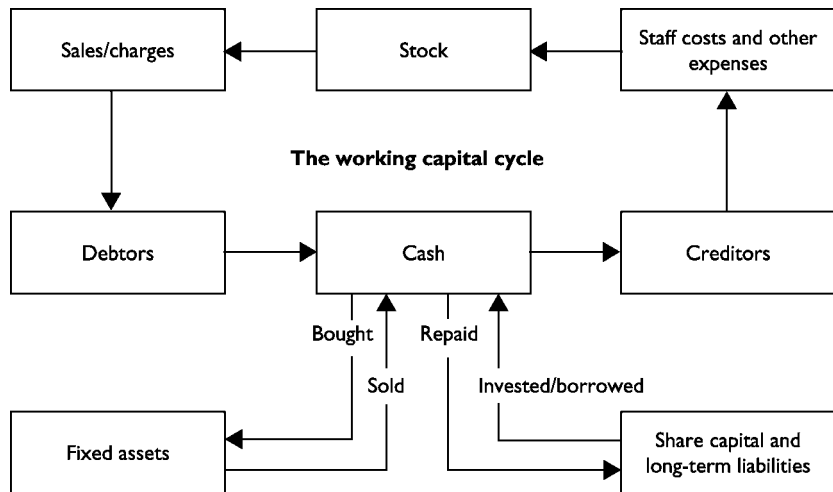 Sales/charges
Stock
Staff costs and other
expenses
The working capital cycle
Debtors
Cash
Creditors
Bought
Repaid
Sold
Invested/borrowed
Fixed assets
Share capital and
long-term liabilities